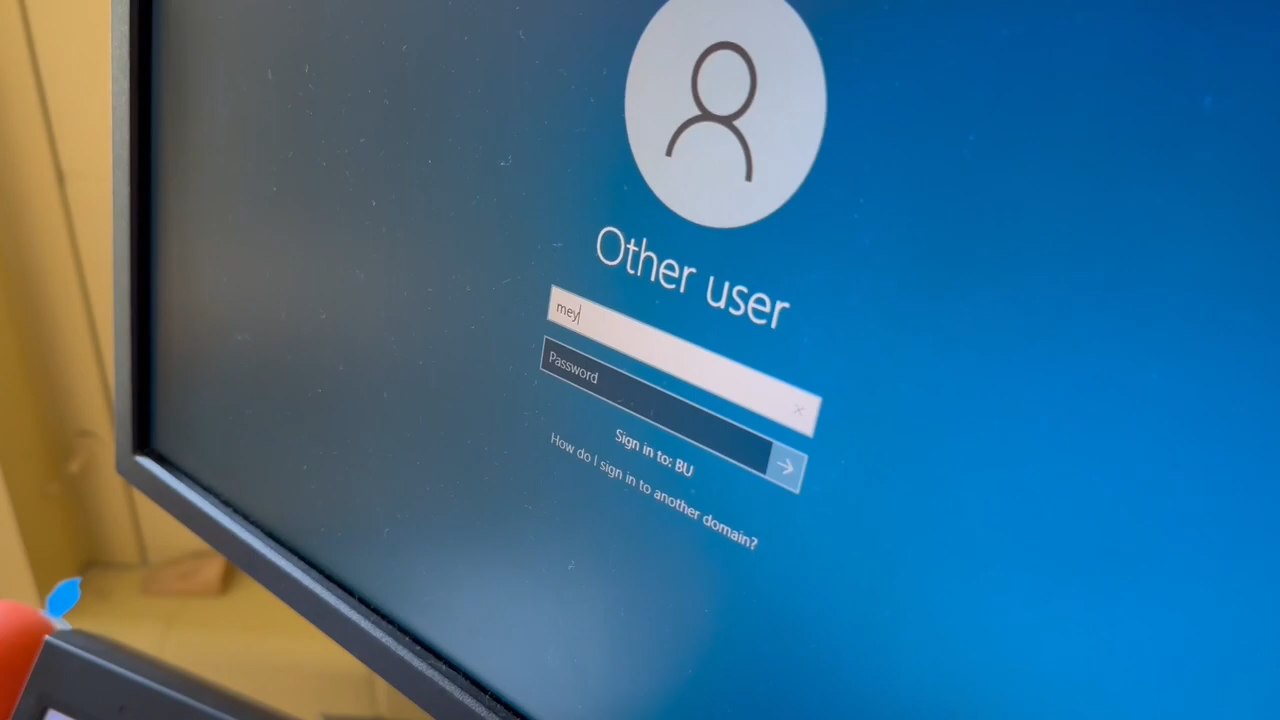 Other user
mey
Password
Sign in to: BU
How do I sign in to another domain?